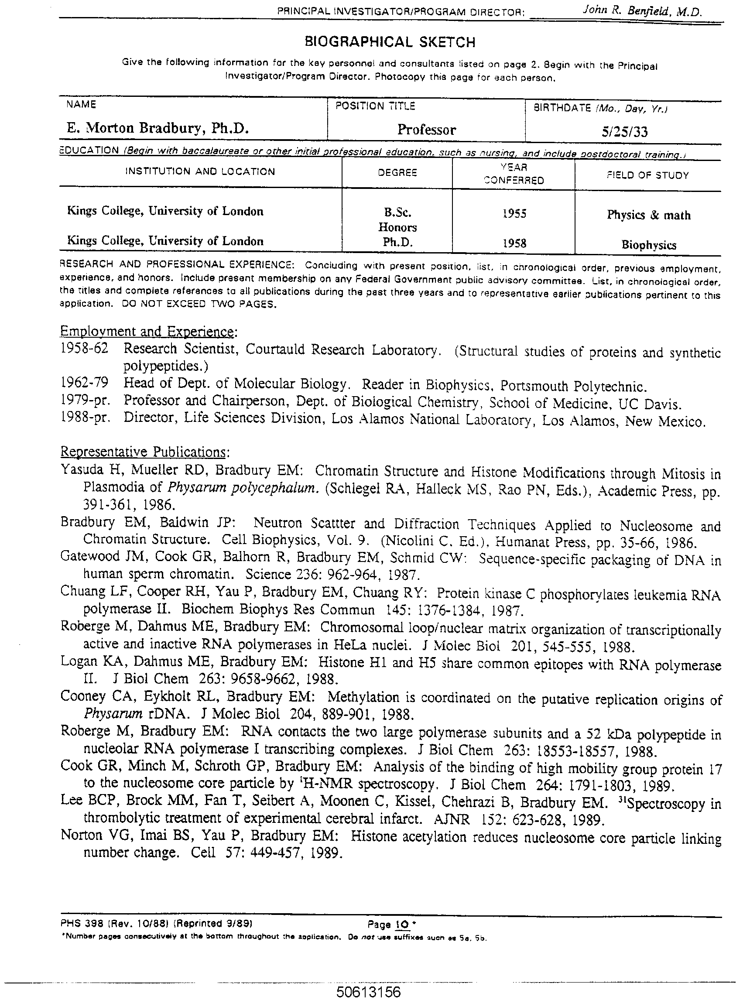 PRINCIPAL INVESTIGATOR/PROGRAM DIRECTOR: John R. Benfield, M.D.
BIOGRAPHICAL SKETCH
Give the following information for the key personnel and consultants listed on page 2. Begin with the Principal
Investigator/Program Director. Photocopy this page for each person.
NAME POSITION TITLE BIRTHDATE (Mo., Day, Yr.)
E. Morton Bradbury, Ph.D. Professor 5/25/33
EDUCATION (Begin with baccalaureate or other initial professional education, such as nursing, and include postdoctoral training.)
INSTITUTION AND LOCATION DEGREE YEAR CONFERRED FIELD OF STUDY
Kings College, University of London B.Sc. 1955 Physics & math
Honors
Kings College, University of London Ph.D. 1958 Biophysics
RESEARCH AND PROFESSIONAL EXPERIENCE: Concluding with present position, list, in chronological order, previous employment,
experience, and honors. Include present membership on any Federal Government public advisory committee. List, in chronological order,
the titles and complete references to all publications during the past three years and to representative earlier publications pertinent to this
application. DO NOT EXCEED TWO PAGES.
Employment and Experience:
1958-62 Research Scientist, Courtauld Research Laboratory. (Structural studies of proteins and synthetic
polypeptides.)
1962-79 Head of Dept. of Molecular Biology. Reader in Biophysics, Portsmouth Polytechnic.
1979-pr. Professor and Chairperson, Dept. of Biological Chemistry, School of Medicine, UC Davis.
1988-pr. Director, Life Sciences Division, Los Alamos National Laboratory, Los Alamos, New Mexico.
Representative Publications:
Yasuda H, Mueller RD, Bradbury EM: Chromatin Structure and Histone Modifications through Mitosis in
Plasmodia of Physarum polycephalum. (Schlegel RA, Halleck MS, Rao PN, Eds.), Academic Press, pp.
391-361, 1986.
Bradbury EM, Baldwin JP: Neutron Scattter and Diffraction Techniques Applied to Nucleosome and
Chromatin Structure. Cell Biophysics, Vol. 9. (Nicolini C, Ed.), Humanat Press, pp. 35-66, 1986.
Gatewood JM, Cook GR, Balhorn R, Bradbury EM, Schmid CW: Sequence-specific packaging of DNA in
human sperm chromatin. Science 236: 962-964, 1987.
Chuang LF, Cooper RH, Yau P, Bradbury EM, Chuang RY: Protein kinase C phosphorylates leukemia RNA
polymerase II. Biochem Biophys Res Commun 145: 1376-1384, 1987.
Roberge M, Dahmus ME, Bradbury EM: Chromosomal loop/nuclear matrix organization of transcriptionally
active and inactive RNA polymerases in HeLa nuclei. J Molec Biol 201, 545-555, 1988.
Logan KA, Dahmus ME, Bradbury EM: Histone H1 and H5 share common epitopes with RNA polymerase
II. J Biol Chem 263: 9658-9662, 1988.
Cooney CA, Eykholt RL, Bradbury EM: Methylation is coordinated on the putative replication origins of
Physarum rDNA. J Molec Biol 204, 889-901, 1988.
Roberge M, Bradbury EM: RNA contacts the two large polymerase subunits and a 52 kDa polypeptide in
nucleolar RNA polymerase I transcribing complexes. J Biol Chem 263: 18553-18557, 1988.
Cook GR, Minch M, Schroth GP, Bradbury EM: Analysis of the binding of high mobility group protein 17
to the nucleosome core particle by ¹H-NMR spectroscopy. J Biol Chem 264: 1791-1803, 1989.
Lee BCP, Brock MM, Fan T, Seibert A, Moonen C, Kissel, Chehrazi B, Bradbury EM. ³¹Spectroscopy in
thrombolytic treatment of experimental cerebral infarct. AJNR 152: 623-628, 1989.
Norton VG, Imai BS, Yau P, Bradbury EM: Histone acetylation reduces nucleosome core particle linking
number change. Cell 57: 449-457, 1989.
PHS 398 (Rev. 10/88) (Reprinted 9/89) Page 10 *
*Number pages consecutively at the bottom throughout the application. Do not use suffixes such as 5a, 5b.
50613156